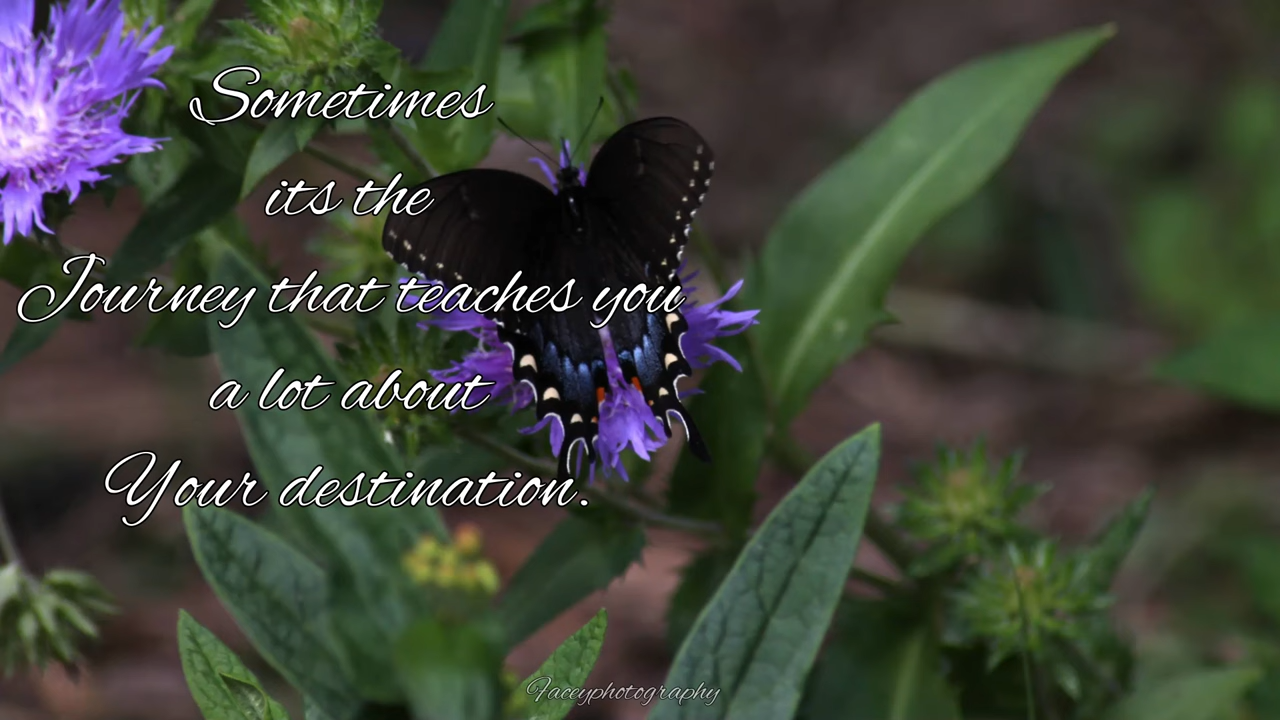 Sometimes
its the
Journey that teaches you
a lot about
Your destination.
Faceyphotography